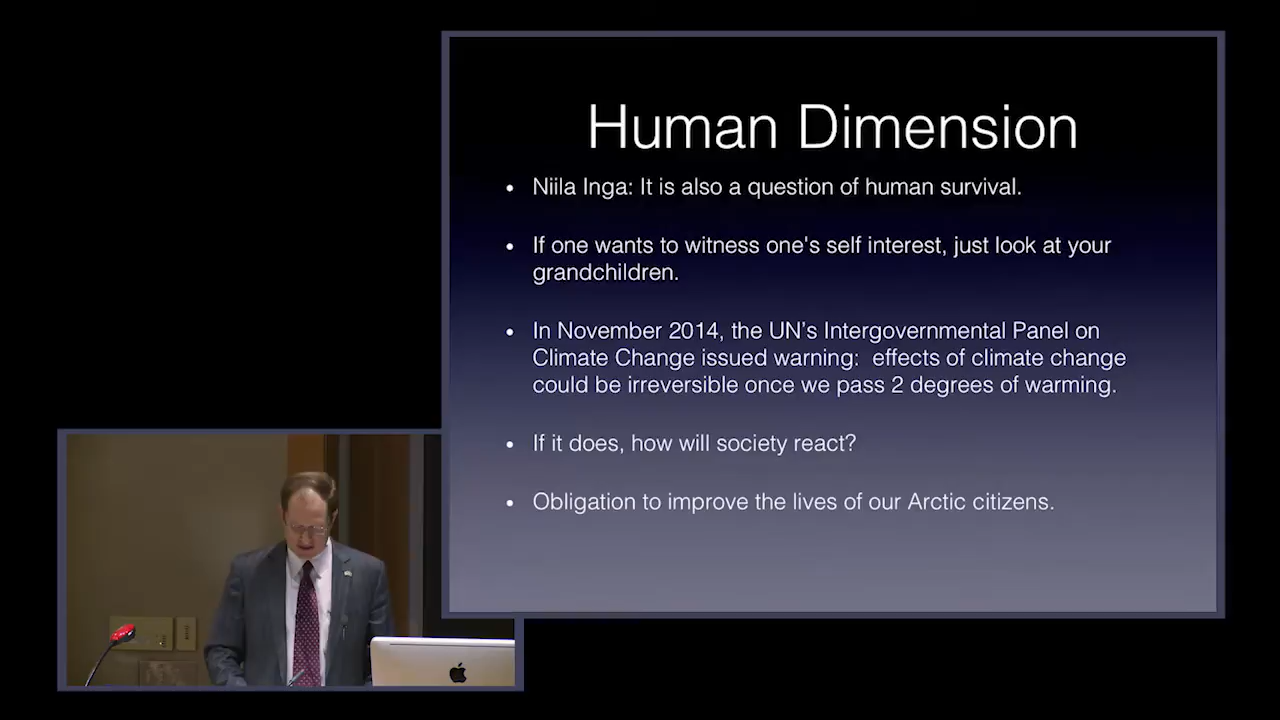 Human Dimension
• Niila Inga: It is also a question of human survival.
• If one wants to witness one's self interest, just look at your
grandchildren.
• In November 2014, the UN’s Intergovernmental Panel on
Climate Change issued warning:  effects of climate change
could be irreversible once we pass 2 degrees of warming.
• If it does, how will society react?
• Obligation to improve the lives of our Arctic citizens.